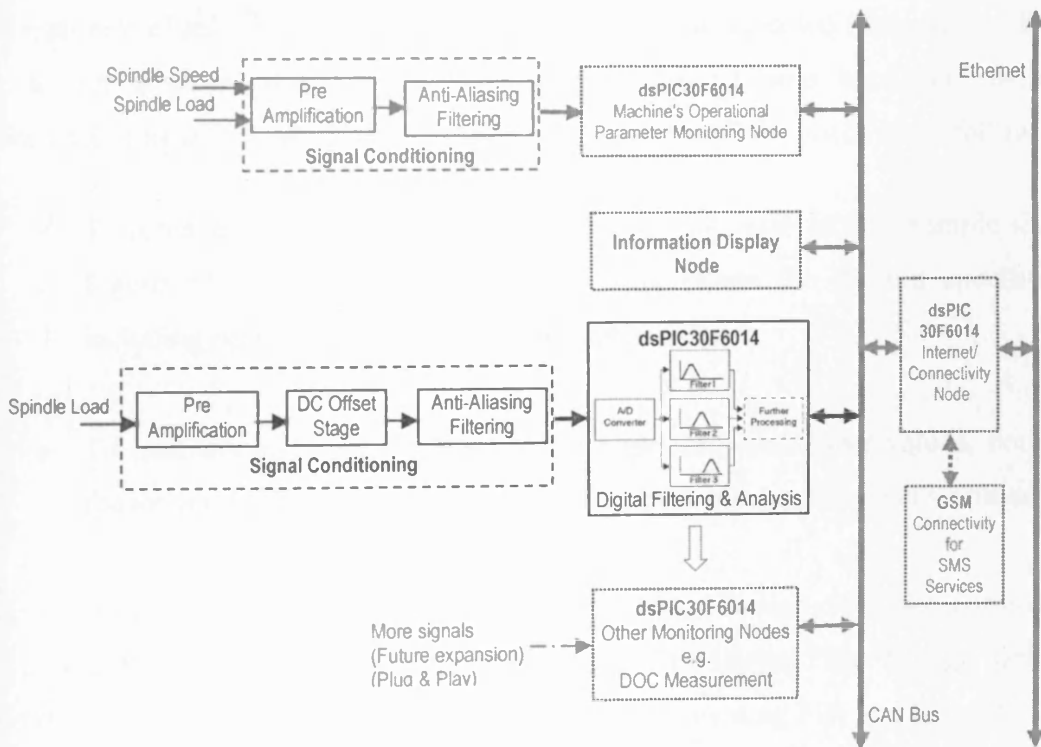 Ethernet
Spindle Speed
Spindle Load
Pre
Amplification
Anti-Aliasing
Filtering
Signal Conditioning
dsPIC30F6014
Machine's Operational
Parameter Monitoring Node
Information Display
Node
dsPIC
30F6014
Internet/
Connectivity
Node
Spindle Load
Pre
Amplification
DC Offset
Stage
Anti-Aliasing
Filtering
Signal Conditioning
dsPIC30F6014
A/D
Converter
Filter 1
Filter 2
Filter 3
Further
Processing
Digital Filtering & Analysis
GSM
Connectivity
for
SMS
Services
More signals
(Future expansion)
(Plug & Play)
dsPIC30F6014
Other Monitoring Nodes
e.g.
DOC Measurement
CAN Bus